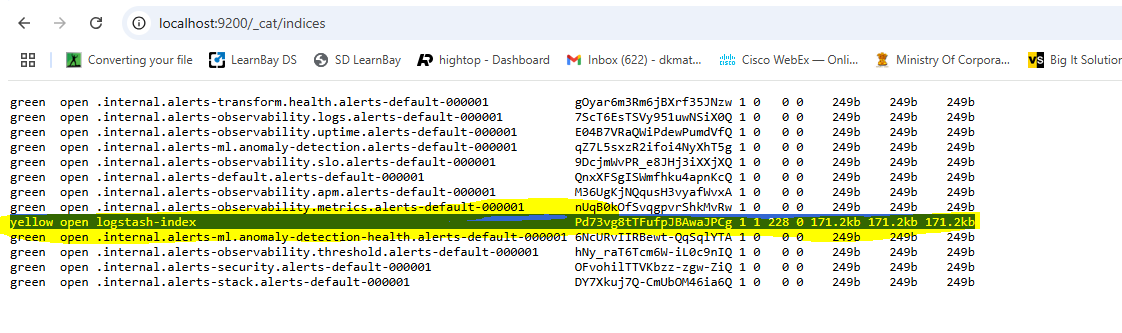 localhost:9200/_cat/indices
Converting your file LearnBay DS SD LearnBay hightop - Dashboard Inbox (622) - dkmat... Cisco WebEx — Onli... Ministry Of Corpora... VS Big It Solution
green open .internal.alerts-transform.health.alerts-default-000001 gOyar6m3Rm6jBXrf35JNzw 1 0 0 0 249b 249b 249b
green open .internal.alerts-observability.logs.alerts-default-000001 7ScT6EsTSVy951uwNSiX0Q 1 0 0 0 249b 249b 249b
green open .internal.alerts-observability.uptime.alerts-default-000001 E04B7VRaQWiPdewPumdVfQ 1 0 0 0 249b 249b 249b
green open .internal.alerts-ml.anomaly-detection.alerts-default-000001 qZ7L5sxzR2ifoi4NyXhT5g 1 0 0 0 249b 249b 249b
green open .internal.alerts-observability.slo.alerts-default-000001 9DcjmWvPR_e8JHj3iXXjXQ 1 0 0 0 249b 249b 249b
green open .internal.alerts-default.alerts-default-000001 QnxXFSgISWmfhku4apnKcQ 1 0 0 0 249b 249b 249b
green open .internal.alerts-observability.apm.alerts-default-000001 M36UgKjNQqusH3vyafWvxA 1 0 0 0 249b 249b 249b
green open .internal.alerts-observability.metrics.alerts-default-000001 nUqB0kOfSvqgpvrShkMvRw 1 0 0 0 249b 249b 249b
yellow open logstash-index Pd73vg8tTFufpJBAwaJPCg 1 1 228 0 171.2kb 171.2kb 171.2kb
green open .internal.alerts-ml.anomaly-detection-health.alerts-default-000001 6NcURvIIRBewt-QqSqlYTA 1 0 0 0 249b 249b 249b
green open .internal.alerts-observability.threshold.alerts-default-000001 hNy_raT6Tcm6W-iL0c9nIQ 1 0 0 0 249b 249b 249b
green open .internal.alerts-security.alerts-default-000001 OFvohilTTVKbzz-zgw-ZiQ 1 0 0 0 249b 249b 249b
green open .internal.alerts-stack.alerts-default-000001 DY7Xkuj7Q-CmUbOM46ia6Q 1 0 0 0 249b 249b 249b